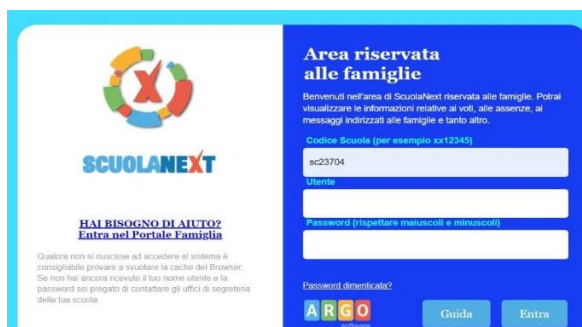 SCUOLANEXT
HAI BISOGNO DI AIUTO?
Entra nel Portale Famiglia
Qualora non si riuscisse ad accedere al sistema è
consigliabile provare a svuotare la cache del Browser.
Se non hai ancora ricevuto il tuo nome utente e la
password sei pregato di contattare gli uffici di segreteria
della tua scuola.
Area riservata
alle famiglie
Benvenuti nell'area di ScuolaNext riservata alle famiglie. Potrai
visualizzare le informazioni relative ai voti, alle assenze, ai
messaggi indirizzati alle famiglie e tanto altro.
Codice Scuola (per esempio xx12345)
sc23704
Utente
Password (rispettare maiuscoli e minuscoli)
Password dimenticata?
ARGO
software
Guida
Entra